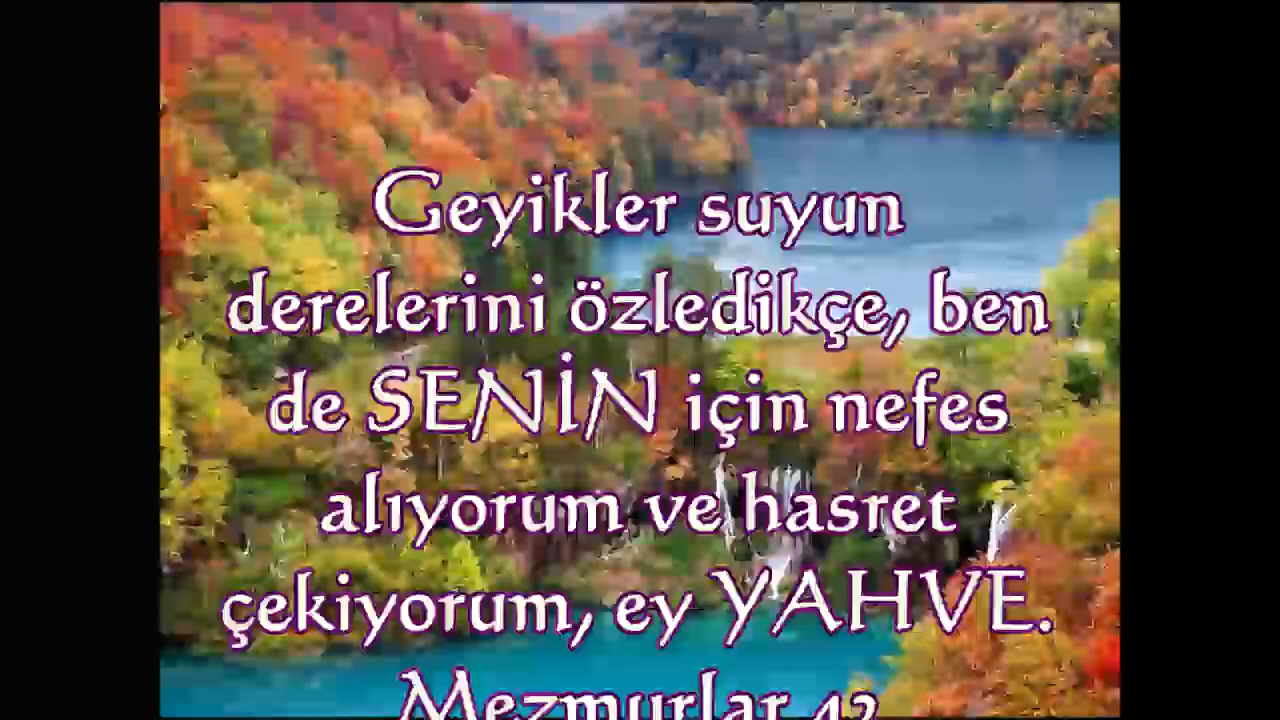 Geyikler suyun
derelerini özledikçe, ben
de SENİN için nefes
alıyorum ve hasret
çekiyorum, ey YAHVE.
Mezmurlar 42